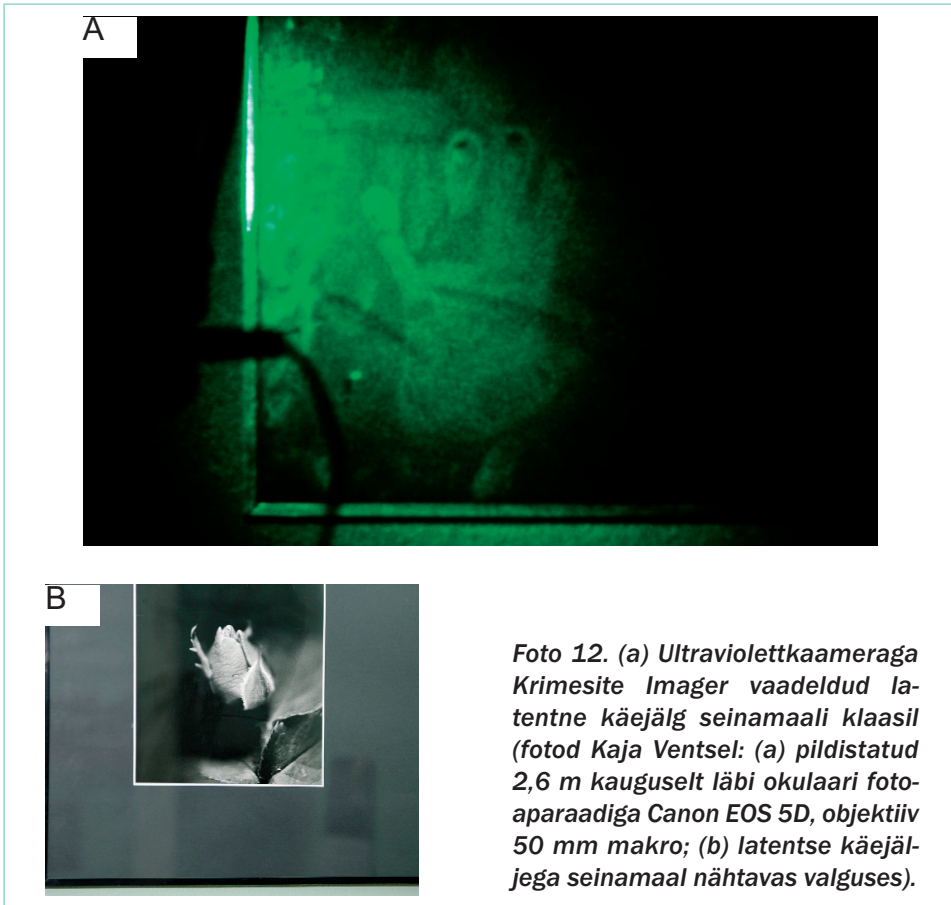 A
B
Foto 12. (a) Ultraviolettkaameraga
Krimesite Imager vaadeldud la-
tentne käejälg seinamaali klaasil
(fotod Kaja Ventsel: (a) pildistatud
2,6 m kauguselt läbi okulaari foto-
aparaadiga Canon EOS 5D, objektiiv
50 mm makro; (b) latentse käejäl-
jega seinamaal nähtavas valguses).